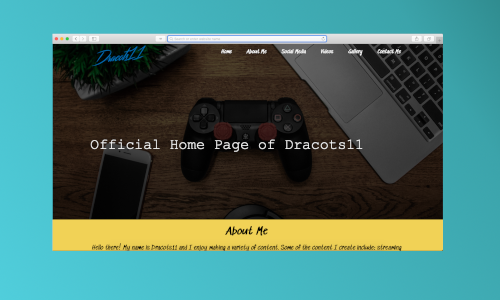 Dracots11
Home About Me Social Media Videos Gallery Contact Me
Official Home Page of Dracots11
About Me
Hello there! My name is Dracots11 and I enjoy making a variety of content. Some of the content I create include: streaming